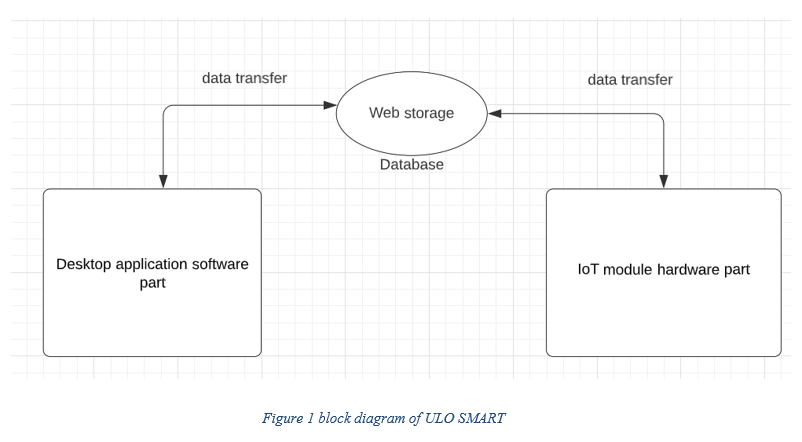 data transfer
data transfer
Web storage
Database
Desktop application software
part
IoT module hardware part
Figure 1 block diagram of ULO SMART